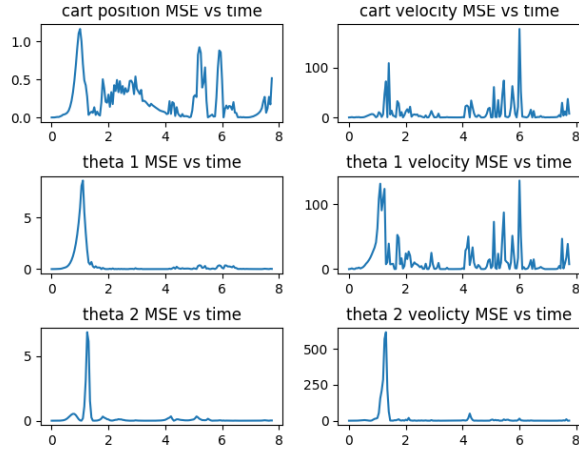 cart position MSE vs time
cart velocity MSE vs time
1.0
0.5
0.0
0 2 4 6 8
100
0
0 2 4 6 8
theta 1 MSE vs time
theta 1 velocity MSE vs time
5
0
0 2 4 6 8
100
0
0 2 4 6 8
theta 2 MSE vs time
theta 2 veolicty MSE vs time
5
0
0 2 4 6 8
500
250
0
0 2 4 6 8